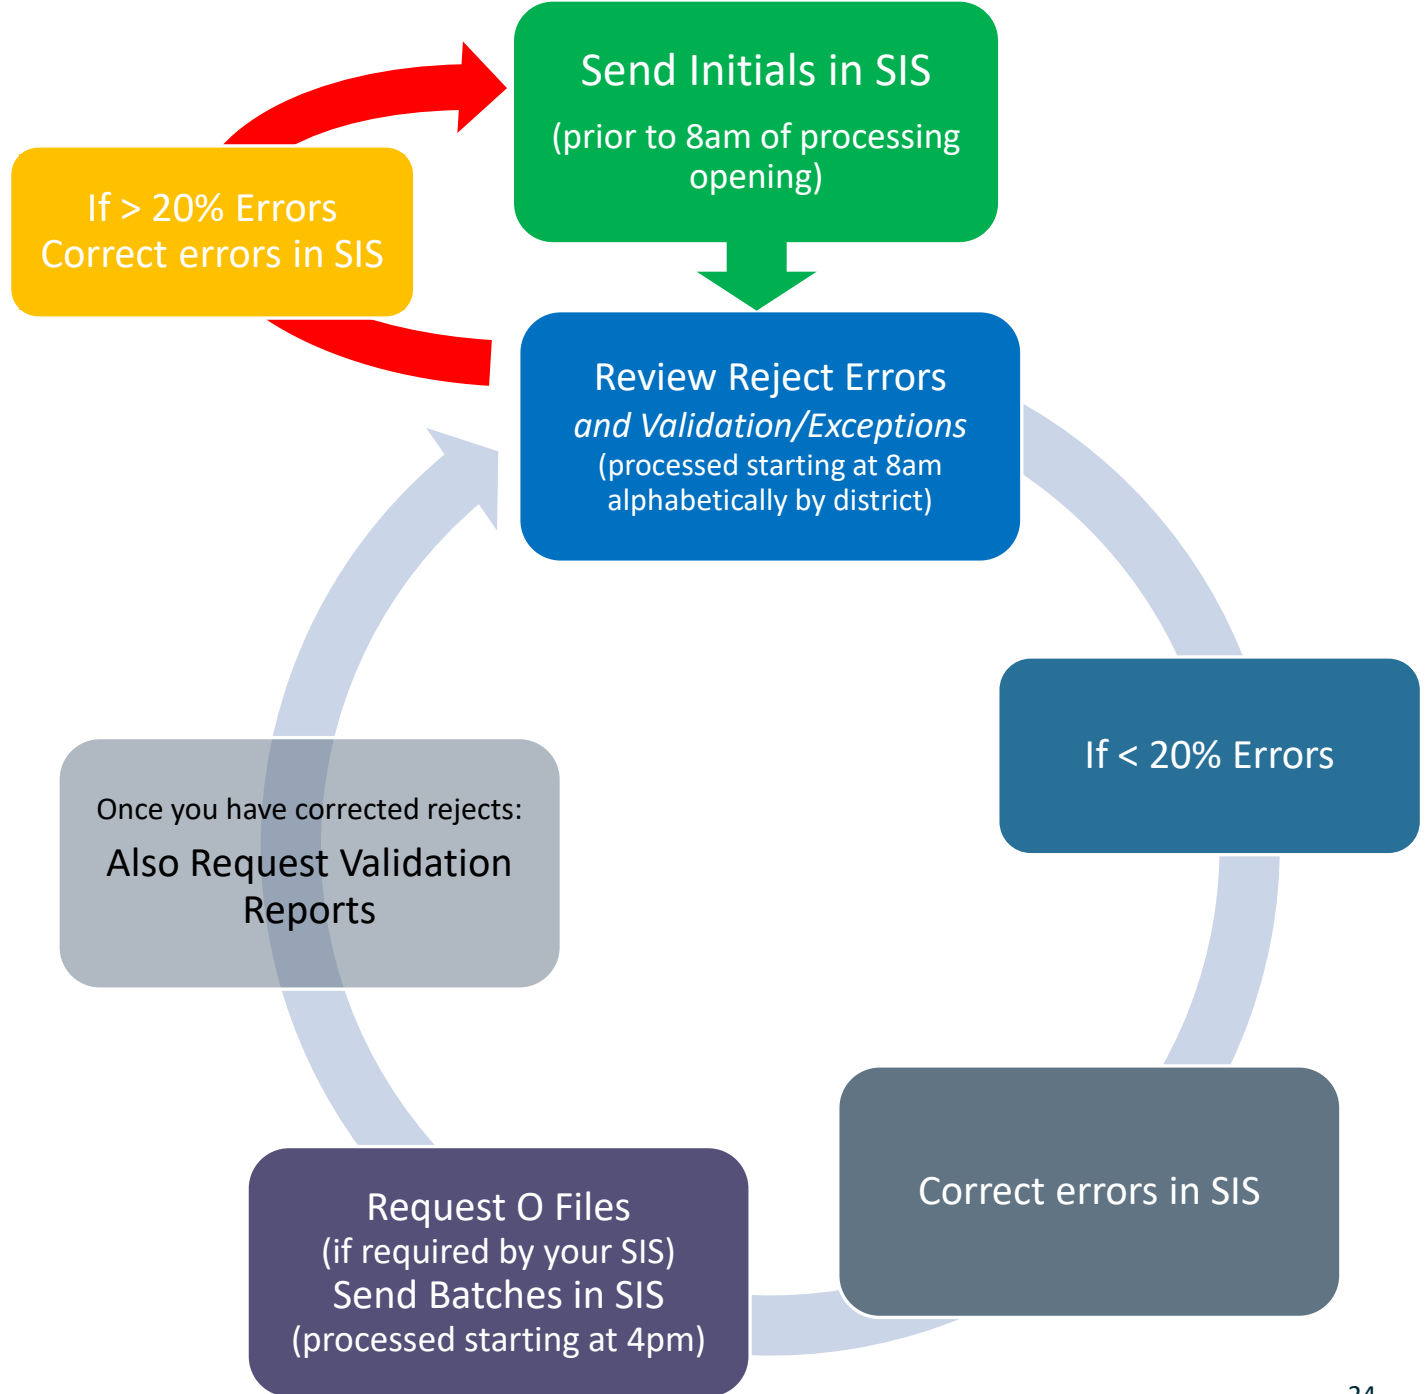 Send Initials in SIS
(prior to 8am of processing
opening)
If > 20% Errors
Correct errors in SIS
Review Reject Errors
and Validation/Exceptions
(processed starting at 8am
alphabetically by district)
If < 20% Errors
Once you have corrected rejects:
Also Request Validation
Reports
Correct errors in SIS
Request O Files
(if required by your SIS)
Send Batches in SIS
(processed starting at 4pm)